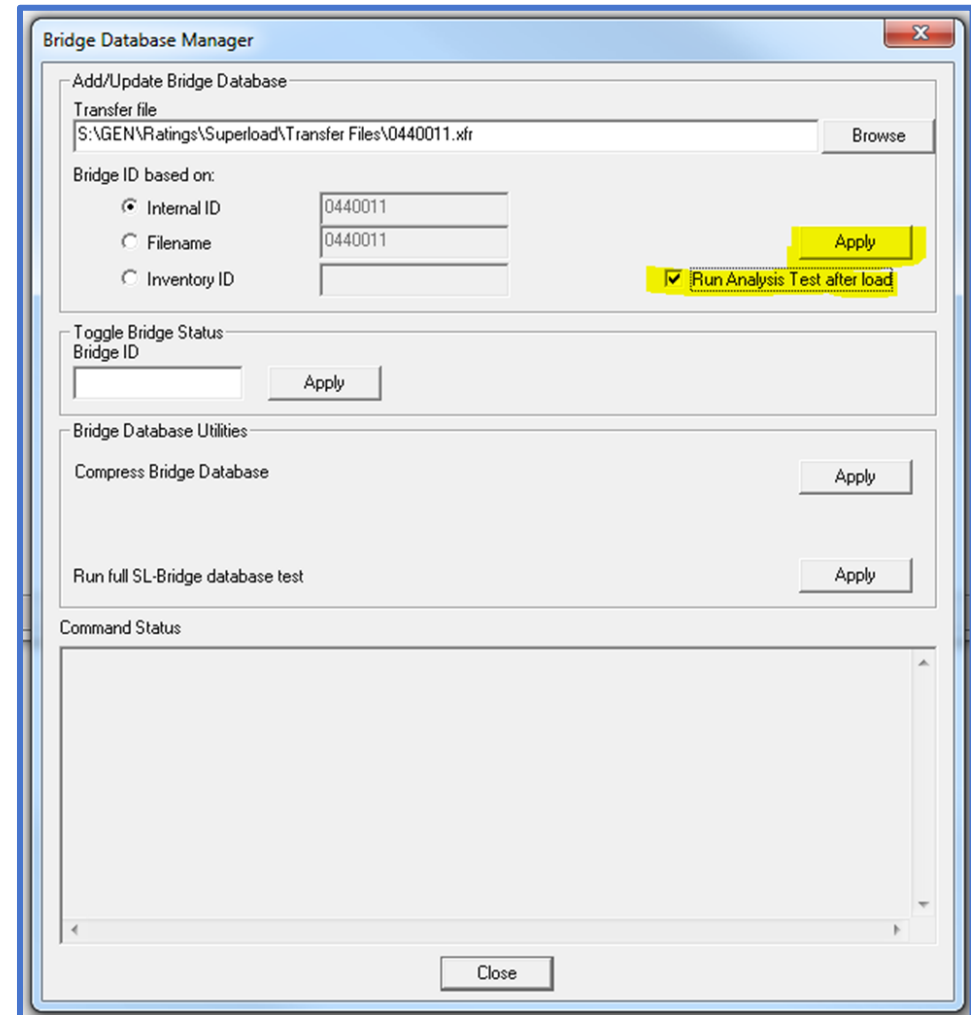 Bridge Database Manager
Add/Update Bridge Database
Transfer file
S:\GEN\Ratings\Superload\Transfer Files\0440011.xfr
Browse
Bridge ID based on:
Internal ID 0440011
Filename 0440011
Apply
Inventory ID
Run Analysis Test after load
Toggle Bridge Status
Bridge ID
Apply
Bridge Database Utilities
Compress Bridge Database
Apply
Run full SL-Bridge database test
Apply
Command Status
Close